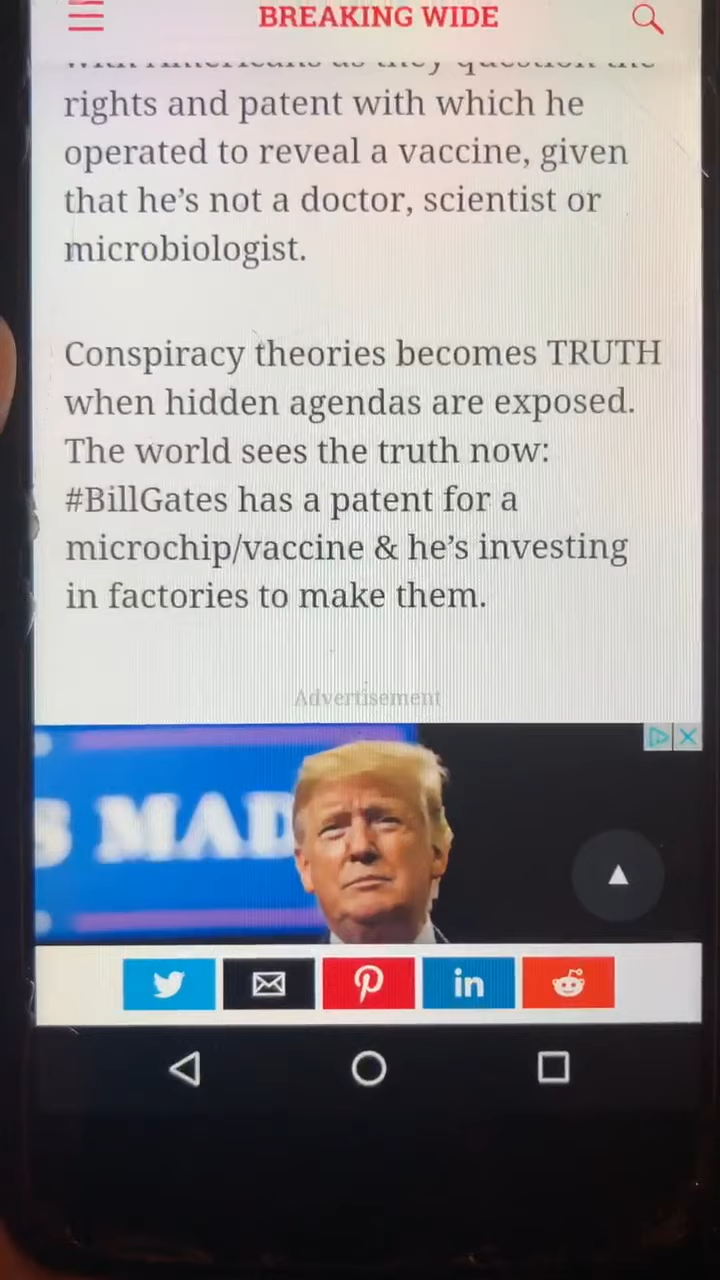 BREAKING WIDE
rights and patent with which he
operated to reveal a vaccine, given
that he’s not a doctor, scientist or
microbiologist.
Conspiracy theories becomes TRUTH
when hidden agendas are exposed.
The world sees the truth now:
#BillGates has a patent for a
microchip/vaccine & he’s investing
in factories to make them.
Advertisement
MAD
in